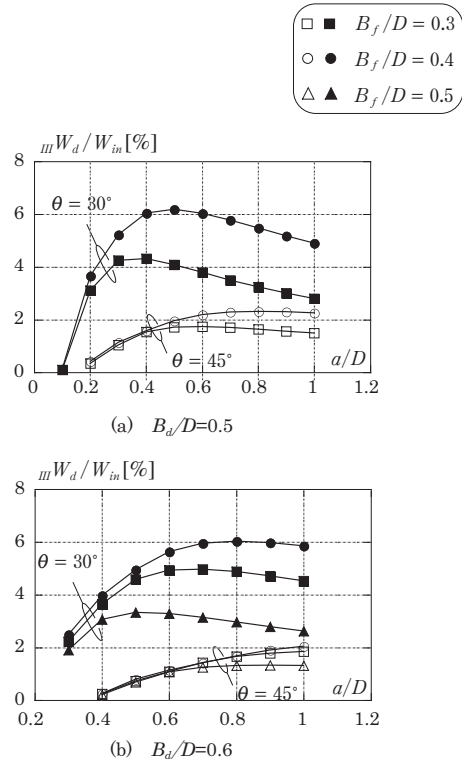 □ ■ B_f/D = 0.3
○ ● B_f/D = 0.4
△ ▲ B_f/D = 0.5
_III W_d/W_in [%]
8
6
4
2
0
θ = 30°
θ = 45°
a/D
0 0.2 0.4 0.6 0.8 1 1.2
(a) B_d/D=0.5
_III W_d/W_in [%]
8
6
4
2
0
θ = 30°
θ = 45°
a/D
0.2 0.4 0.6 0.8 1 1.2
(b) B_d/D=0.6